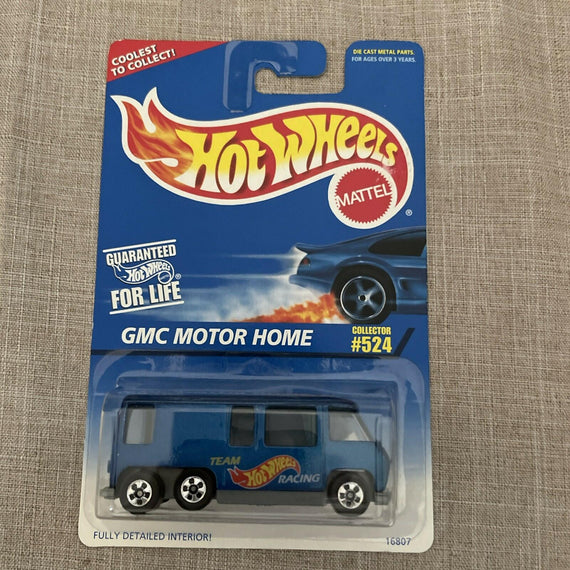 COOLEST
TO COLLECT!
DIE CAST METAL PARTS.
FOR AGES OVER 3 YEARS.
HOT WHEELS
MATTEL
®
GUARANTEED
HOT WHEELS
®
FOR LIFE
GMC MOTOR HOME
COLLECTOR
#524
TEAM
HOT WHEELS
RACING
FULLY DETAILED INTERIOR!
16807